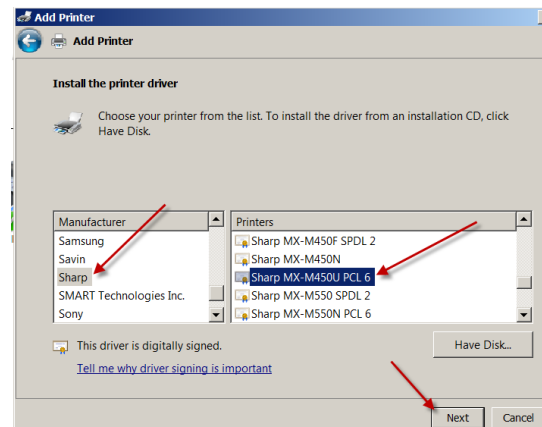 Add Printer
Add Printer
Install the printer driver
Choose your printer from the list. To install the driver from an installation CD, click
Have Disk.
Manufacturer
Samsung
Savin
Sharp
SMART Technologies Inc.
Sony
Printers
Sharp MX-M450F SPDL 2
Sharp MX-M450N
Sharp MX-M450U PCL 6
Sharp MX-M550 SPDL 2
Sharp MX-M550N PCL 6
This driver is digitally signed.
Have Disk...
Tell me why driver signing is important
Next Cancel